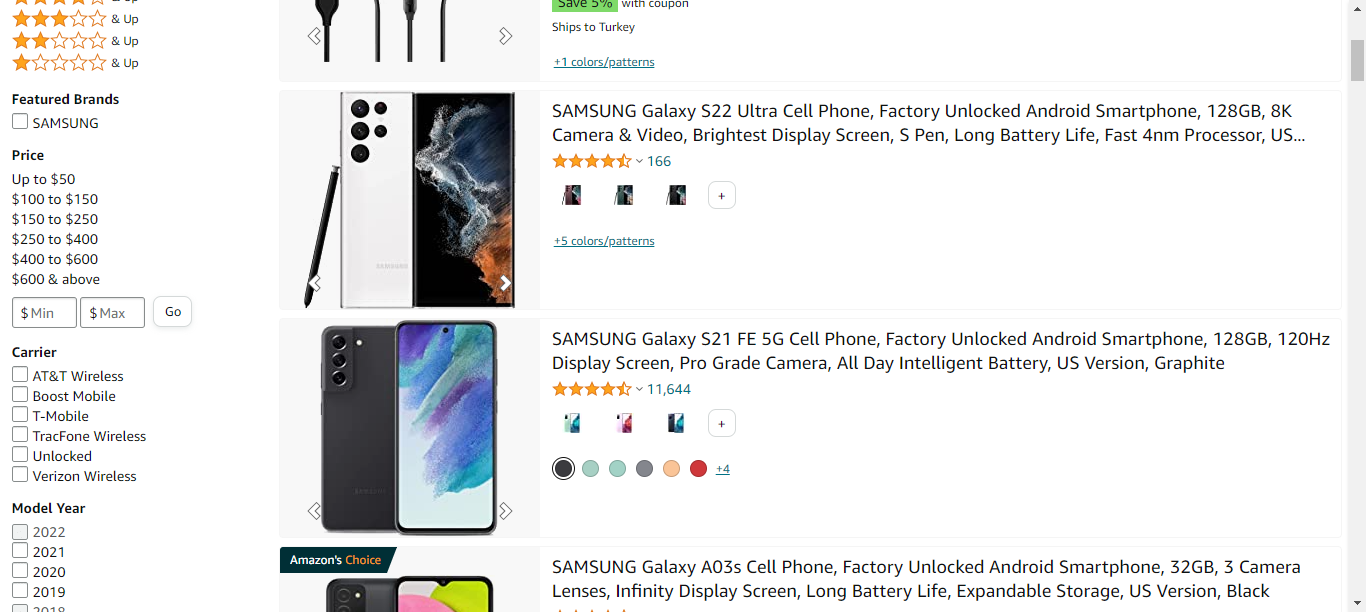 & Up
& Up
& Up
Featured Brands
SAMSUNG
Price
Up to $50
$100 to $150
$150 to $250
$250 to $400
$400 to $600
$600 & above
$ Min $ Max Go
Carrier
AT&T Wireless
Boost Mobile
T-Mobile
TracFone Wireless
Unlocked
Verizon Wireless
Model Year
2022
2021
2020
2019
2018
Save 5% with coupon
Ships to Turkey
+1 colors/patterns
SAMSUNG
SAMSUNG Galaxy S22 Ultra Cell Phone, Factory Unlocked Android Smartphone, 128GB, 8K
Camera & Video, Brightest Display Screen, S Pen, Long Battery Life, Fast 4nm Processor, US...
166
+
+5 colors/patterns
SAMSUNG
SAMSUNG Galaxy S21 FE 5G Cell Phone, Factory Unlocked Android Smartphone, 128GB, 120Hz
Display Screen, Pro Grade Camera, All Day Intelligent Battery, US Version, Graphite
11,644
+
+4
Amazon's Choice
SAMSUNG Galaxy A03s Cell Phone, Factory Unlocked Android Smartphone, 32GB, 3 Camera
Lenses, Infinity Display Screen, Long Battery Life, Expandable Storage, US Version, Black